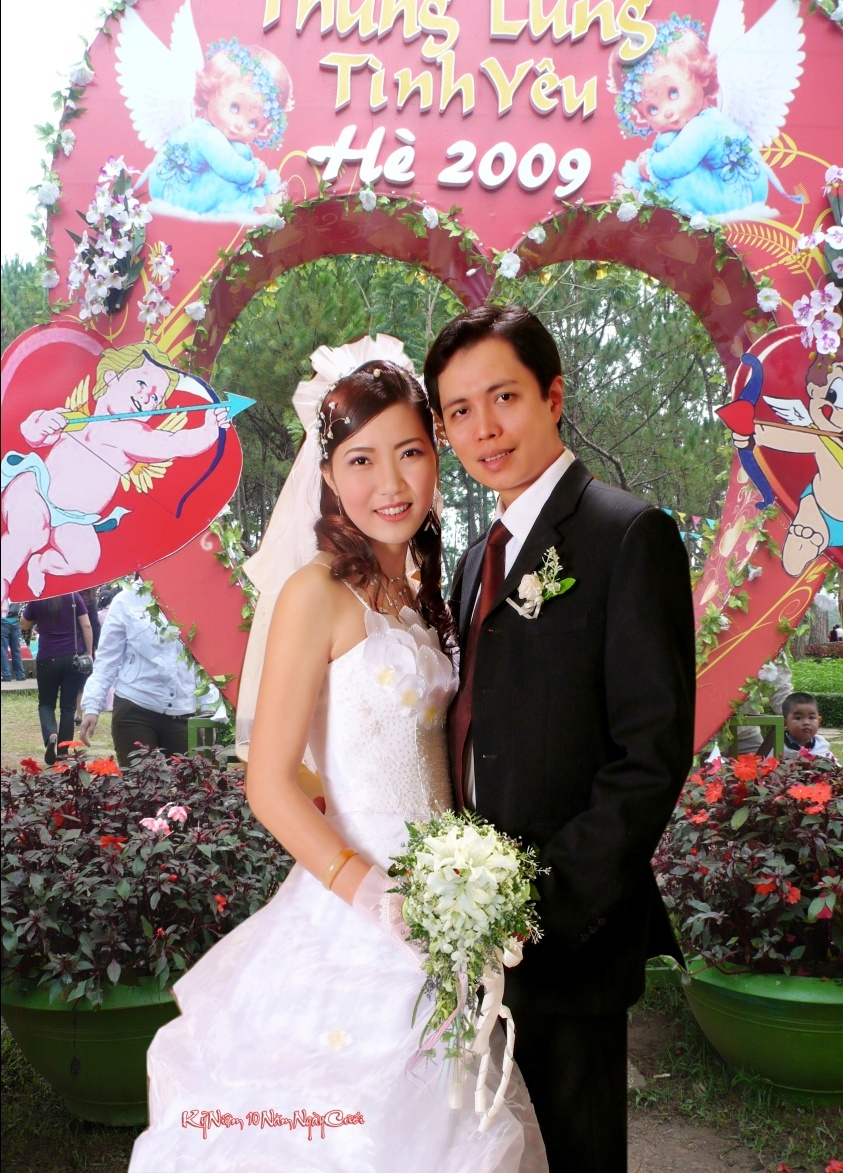 Thung Lũng
Tình Yêu
Hè 2009
Kỷ Niệm 10 Năm Ngày Cưới